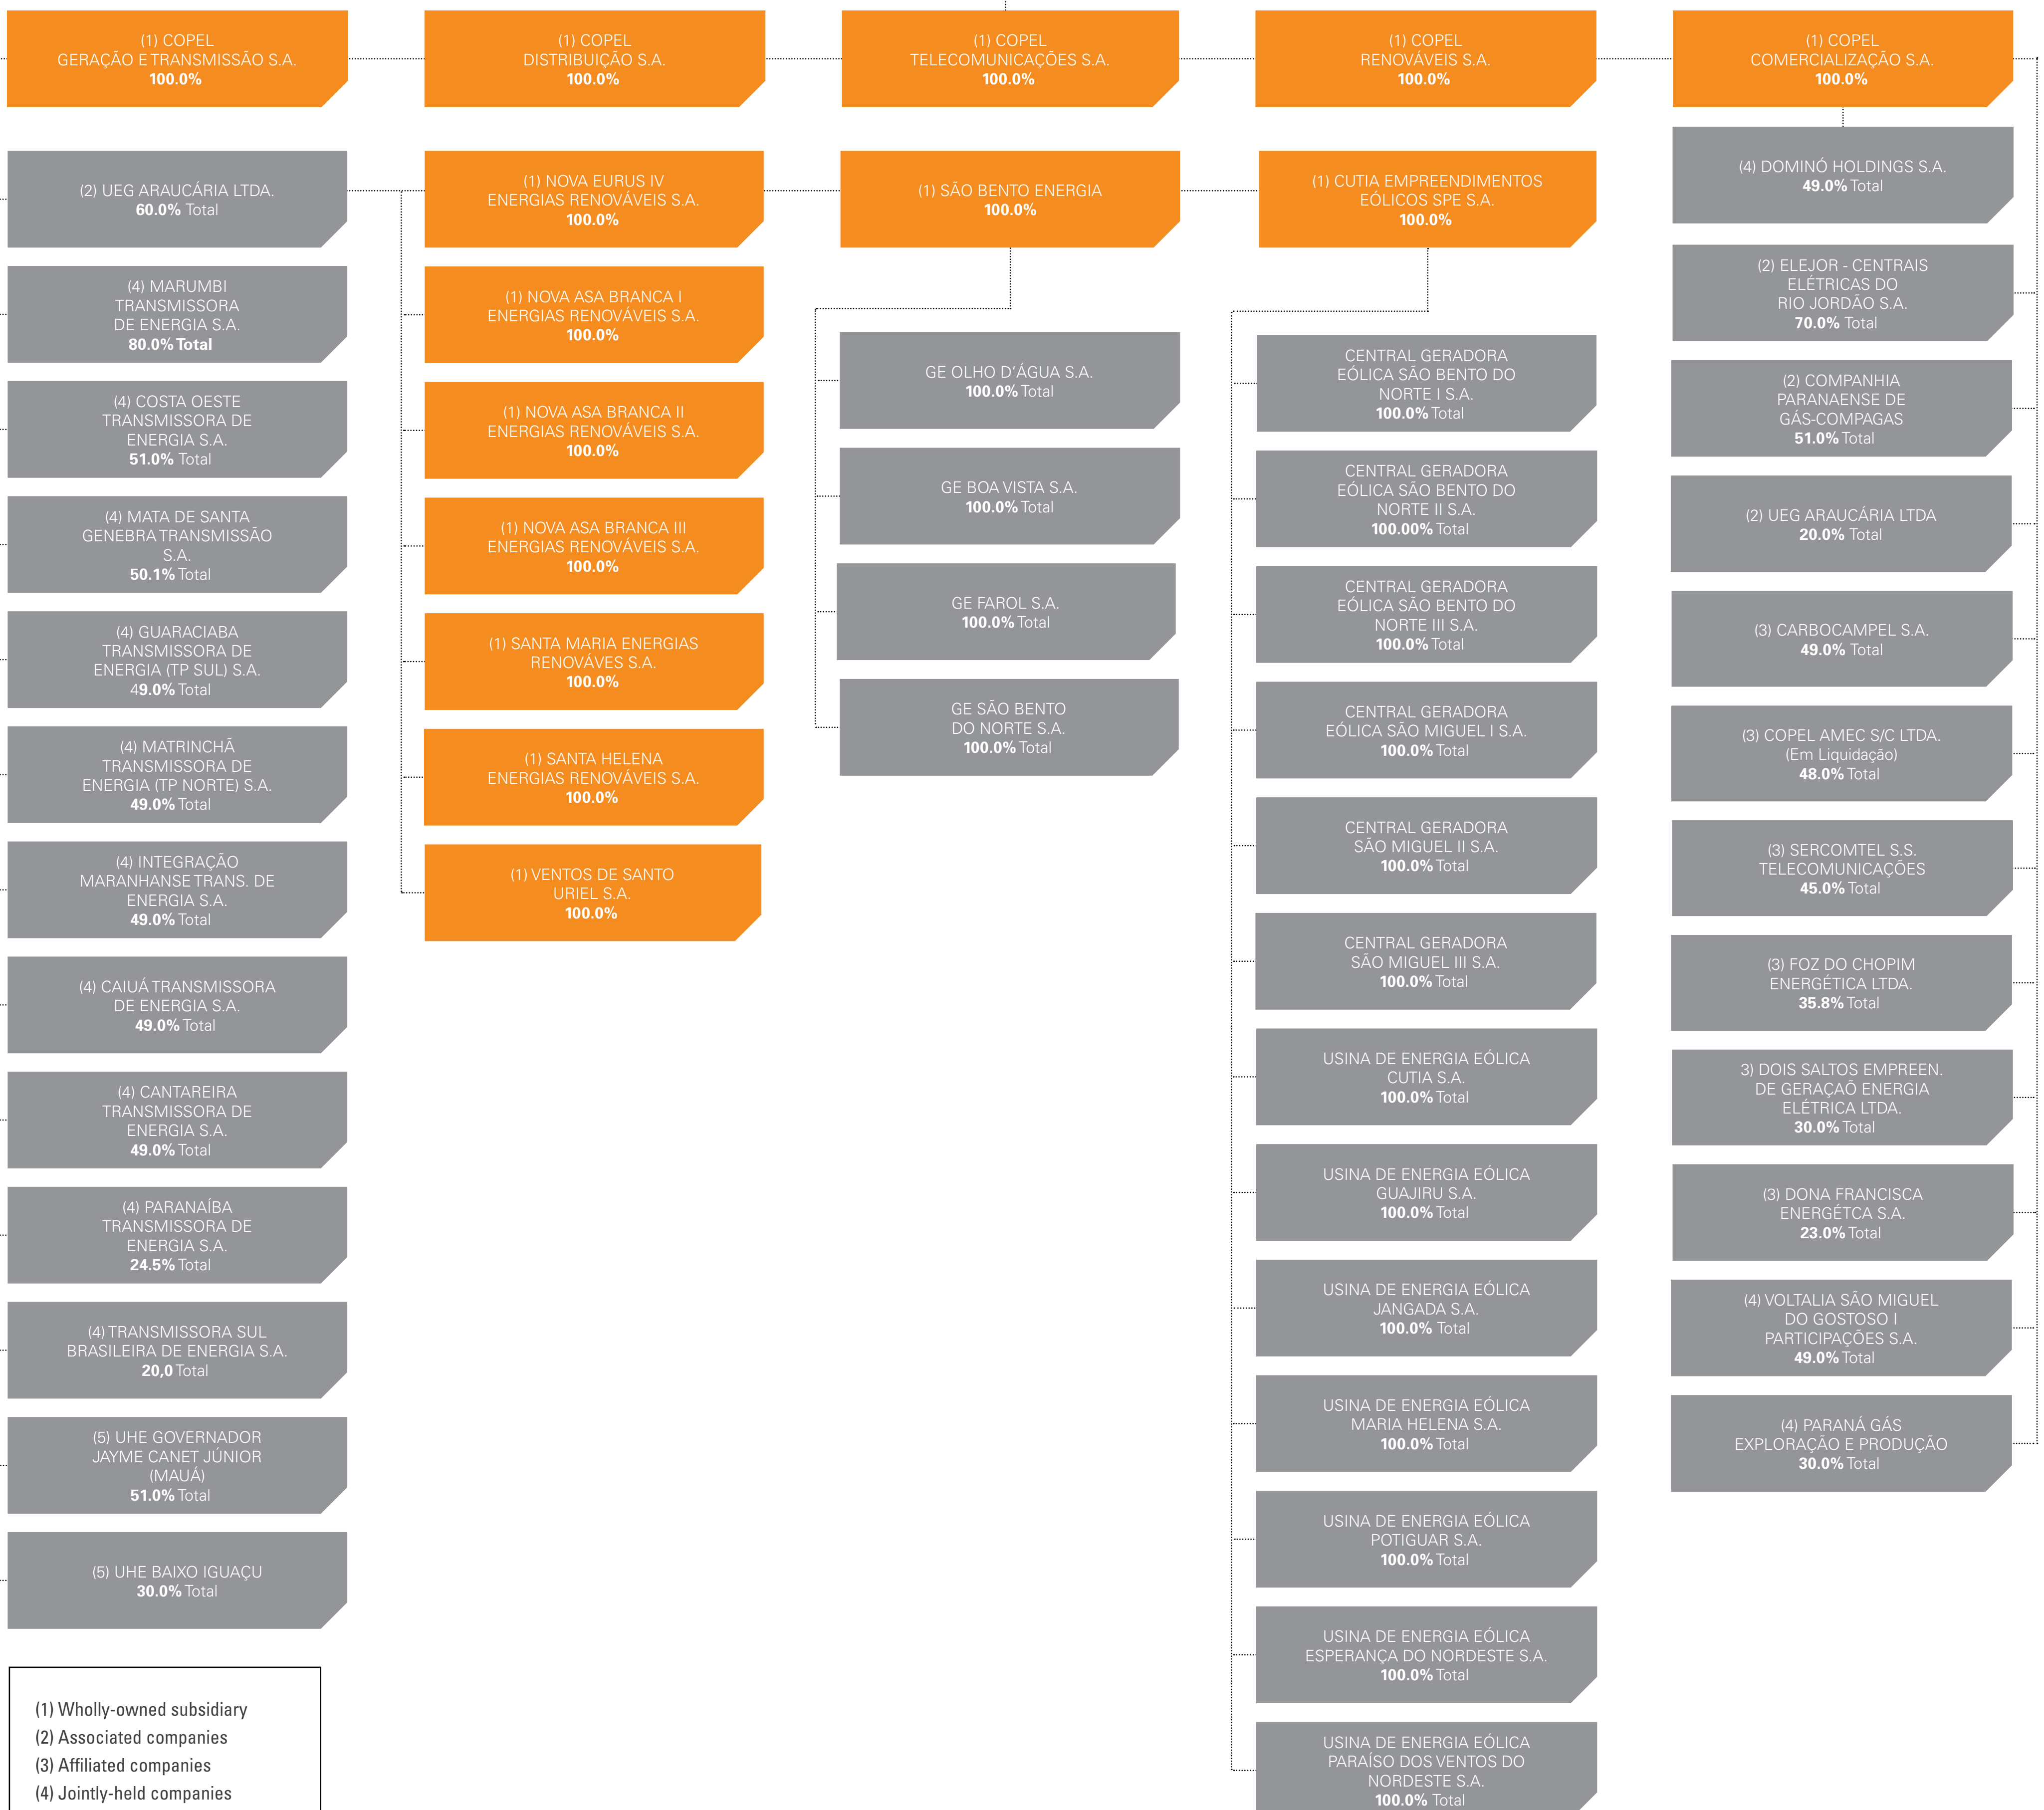 (1) COPEL
GERAÇÃO E TRANSMISSÃO S.A.
100.0%
(1) COPEL
DISTRIBUIÇÃO S.A.
100.0%
(1) COPEL
TELECOMUNICAÇÕES S.A.
100.0%
(1) COPEL
RENOVÁVEIS S.A.
100.0%
(1) COPEL
COMERCIALIZAÇÃO S.A.
100.0%
(2) UEG ARAUCÁRIA LTDA.
60.0% Total
(4) MARUMBI
TRANSMISSORA
DE ENERGIA S.A.
80.0% Total
(4) COSTA OESTE
TRANSMISSORA DE
ENERGIA S.A.
51.0% Total
(4) MATA DE SANTA
GENEBRA TRANSMISSÃO
S.A.
50.1% Total
(4) GUARACIABA
TRANSMISSORA DE
ENERGIA (TP SUL) S.A.
49.0% Total
(4) MATRINCHÃ
TRANSMISSORA DE
ENERGIA (TP NORTE) S.A.
49.0% Total
(4) INTEGRAÇÃO
MARANHANSE TRANS. DE
ENERGIA S.A.
49.0% Total
(4) CAIUÁ TRANSMISSORA
DE ENERGIA S.A.
49.0% Total
(4) CANTAREIRA
TRANSMISSORA DE
ENERGIA S.A.
49.0% Total
(4) PARANAÍBA
TRANSMISSORA DE
ENERGIA S.A.
24.5% Total
(4) TRANSMISSORA SUL
BRASILEIRA DE ENERGIA S.A.
20,0 Total
(5) UHE GOVERNADOR
JAYME CANET JÚNIOR
(MAUÁ)
51.0% Total
(5) UHE BAIXO IGUAÇU
30.0% Total
(1) NOVA EURUS IV
ENERGIAS RENOVÁVEIS S.A.
100.0%
(1) NOVA ASA BRANCA I
ENERGIAS RENOVÁVEIS S.A.
100.0%
(1) NOVA ASA BRANCA II
ENERGIAS RENOVÁVEIS S.A.
100.0%
(1) NOVA ASA BRANCA III
ENERGIAS RENOVÁVEIS S.A.
100.0%
(1) SANTA MARIA ENERGIAS
RENOVÁVES S.A.
100.0%
(1) SANTA HELENA
ENERGIAS RENOVÁVEIS S.A.
100.0%
(1) VENTOS DE SANTO
URIEL S.A.
100.0%
(1) SÃO BENTO ENERGIA
100.0%
GE OLHO D'ÁGUA S.A.
100.0% Total
GE BOA VISTA S.A.
100.0% Total
GE FAROL S.A.
100.0% Total
GE SÃO BENTO
DO NORTE S.A.
100.0% Total
(1) CUTIA EMPREENDIMENTOS
EÓLICOS SPE S.A.
100.0%
CENTRAL GERADORA
EÓLICA SÃO BENTO DO
NORTE I S.A.
100.0% Total
CENTRAL GERADORA
EÓLICA SÃO BENTO DO
NORTE II S.A.
100.00% Total
CENTRAL GERADORA
EÓLICA SÃO BENTO DO
NORTE III S.A.
100.0% Total
CENTRAL GERADORA
EÓLICA SÃO MIGUEL I S.A.
100.0% Total
CENTRAL GERADORA
SÃO MIGUEL II S.A.
100.0% Total
CENTRAL GERADORA
SÃO MIGUEL III S.A.
100.0% Total
USINA DE ENERGIA EÓLICA
CUTIA S.A.
100.0% Total
USINA DE ENERGIA EÓLICA
GUAJIRU S.A.
100.0% Total
USINA DE ENERGIA EÓLICA
JANGADA S.A.
100.0% Total
USINA DE ENERGIA EÓLICA
MARIA HELENA S.A.
100.0% Total
USINA DE ENERGIA EÓLICA
POTIGUAR S.A.
100.0% Total
USINA DE ENERGIA EÓLICA
ESPERANÇA DO NORDESTE S.A.
100.0% Total
USINA DE ENERGIA EÓLICA
PARAÍSO DOS VENTOS DO
NORDESTE S.A.
100.0% Total
(4) DOMINÓ HOLDINGS S.A.
49.0% Total
(2) ELEJOR - CENTRAIS
ELÉTRICAS DO
RIO JORDÃO S.A.
70.0% Total
(2) COMPANHIA
PARANAENSE DE
GÁS-COMPAGAS
51.0% Total
(2) UEG ARAUCÁRIA LTDA
20.0% Total
(3) CARBOCAMPEL S.A.
49.0% Total
(3) COPEL AMEC S/C LTDA.
(Em Liquidação)
48.0% Total
(3) SERCOMTEL S.S.
TELECOMUNICAÇÕES
45.0% Total
(3) FOZ DO CHOPIM
ENERGÉTICA LTDA.
35.8% Total
3) DOIS SALTOS EMPREEN.
DE GERAÇAÕ ENERGIA
ELÉTRICA LTDA.
30.0% Total
(3) DONA FRANCISCA
ENERGÉTCA S.A.
23.0% Total
(4) VOLTALIA SÃO MIGUEL
DO GOSTOSO I
PARTICIPAÇÕES S.A.
49.0% Total
(4) PARANÁ GÁS
EXPLORAÇÃO E PRODUÇÃO
30.0% Total
(1) Wholly-owned subsidiary
(2) Associated companies
(3) Affiliated companies
(4) Jointly-held companies